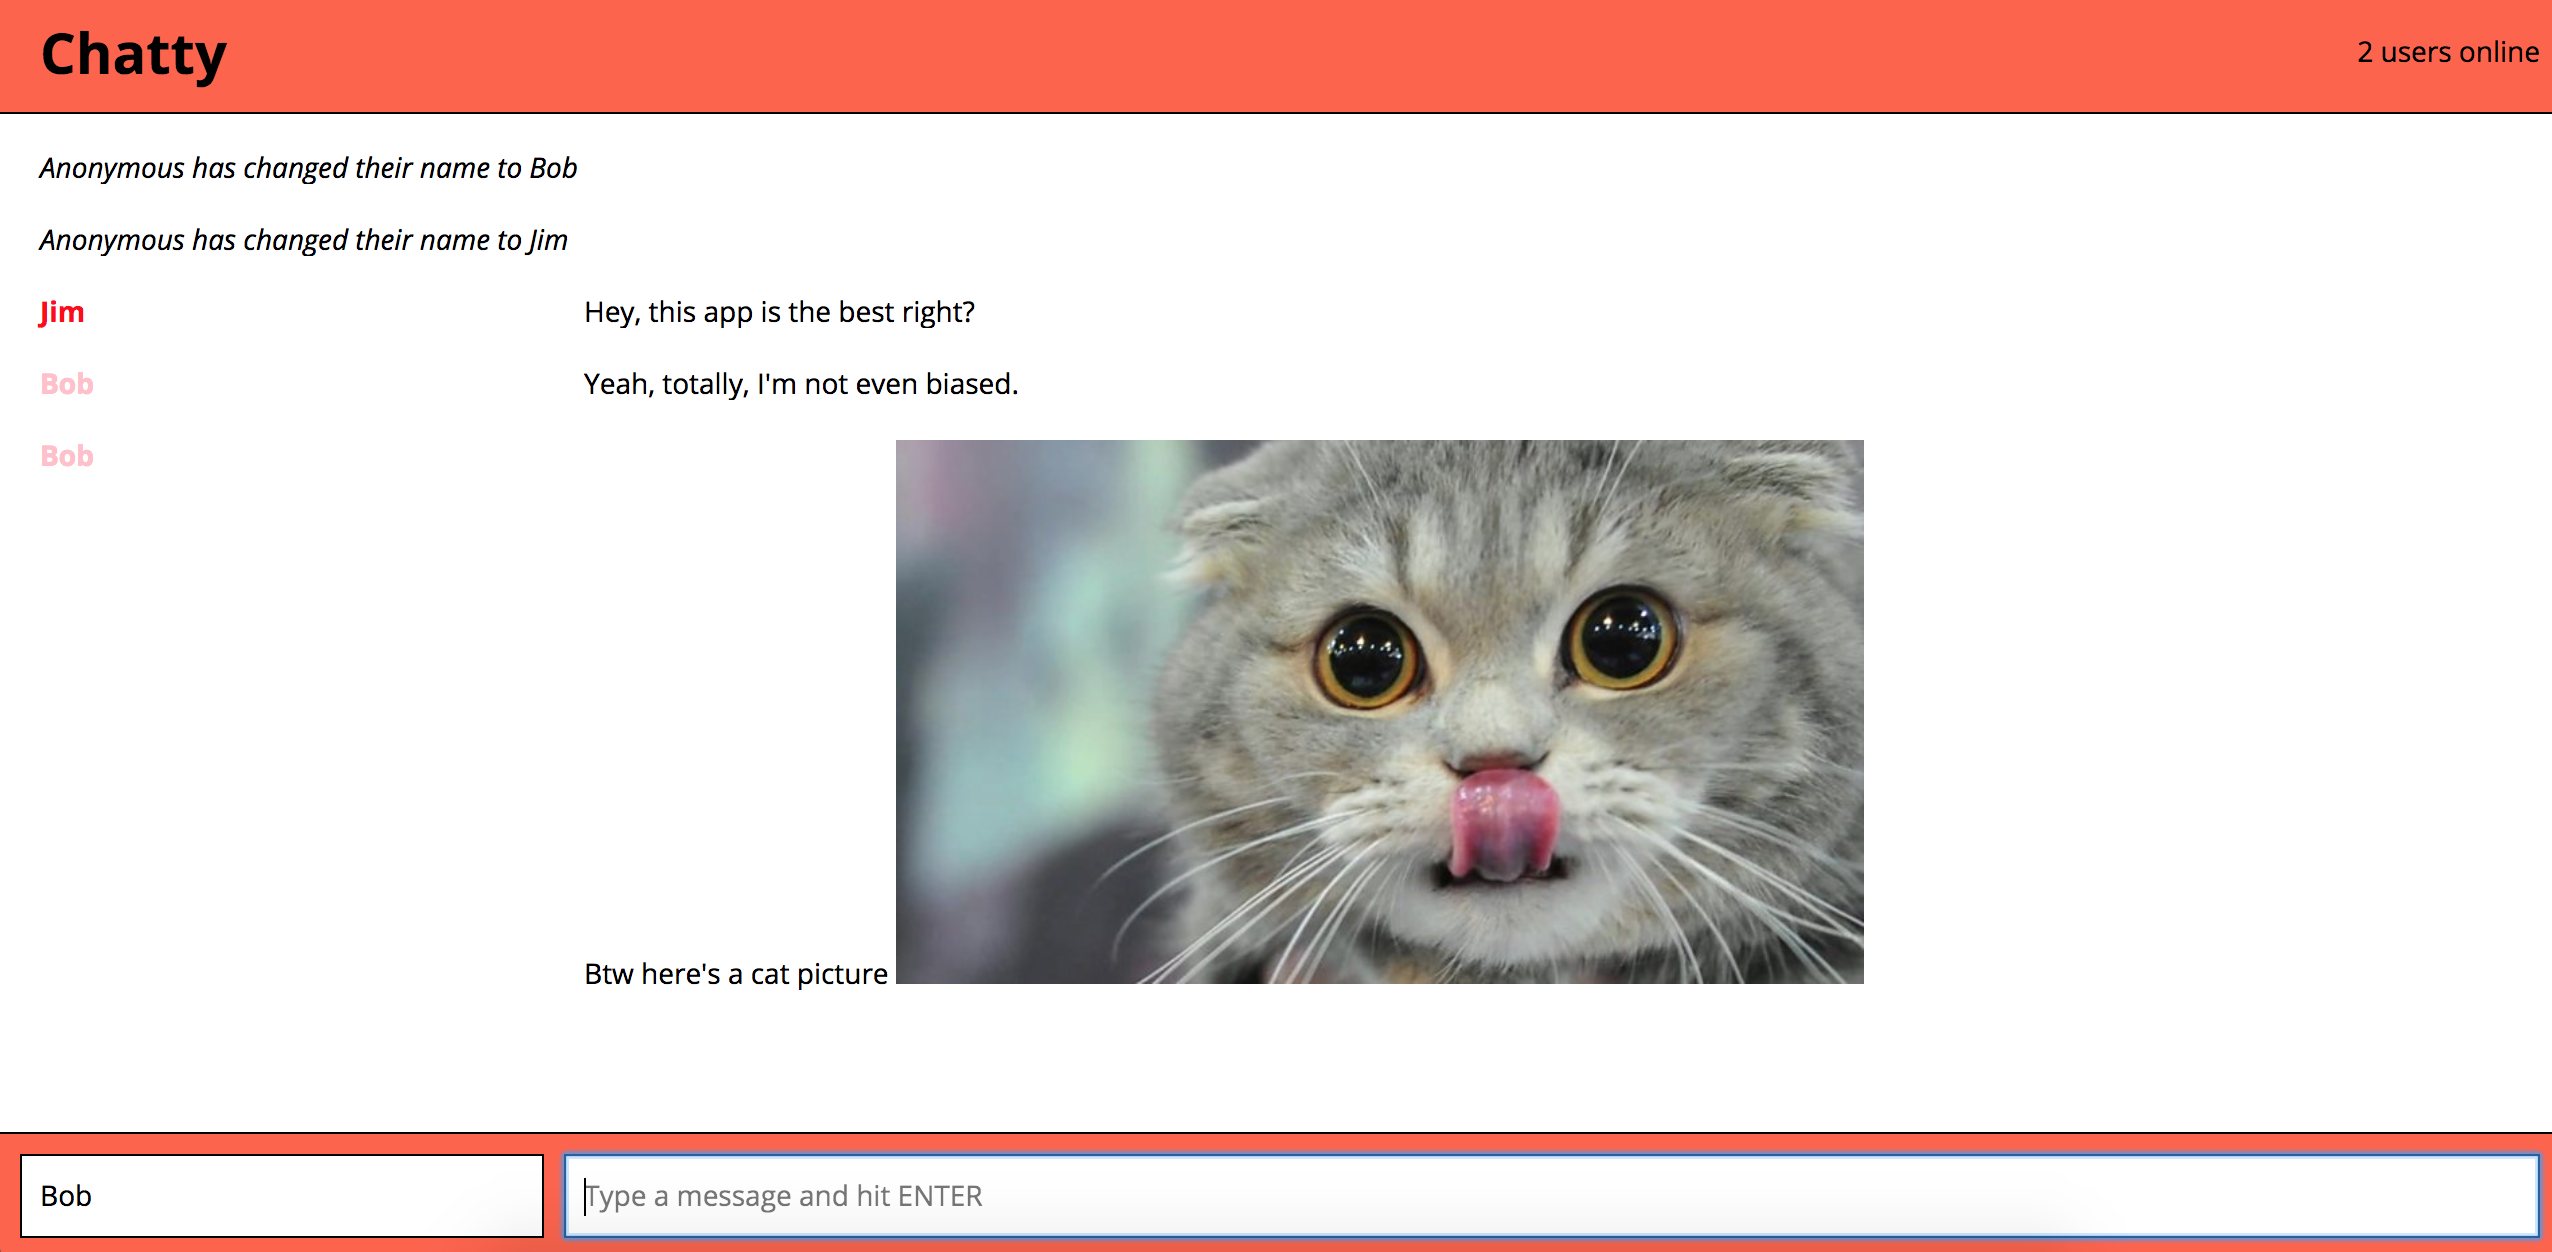 Chatty
2 users online
Anonymous has changed their name to Bob
Anonymous has changed their name to Jim
Jim Hey, this app is the best right?
Bob Yeah, totally, I'm not even biased.
Bob
Btw here's a cat picture
Bob
Type a message and hit ENTER